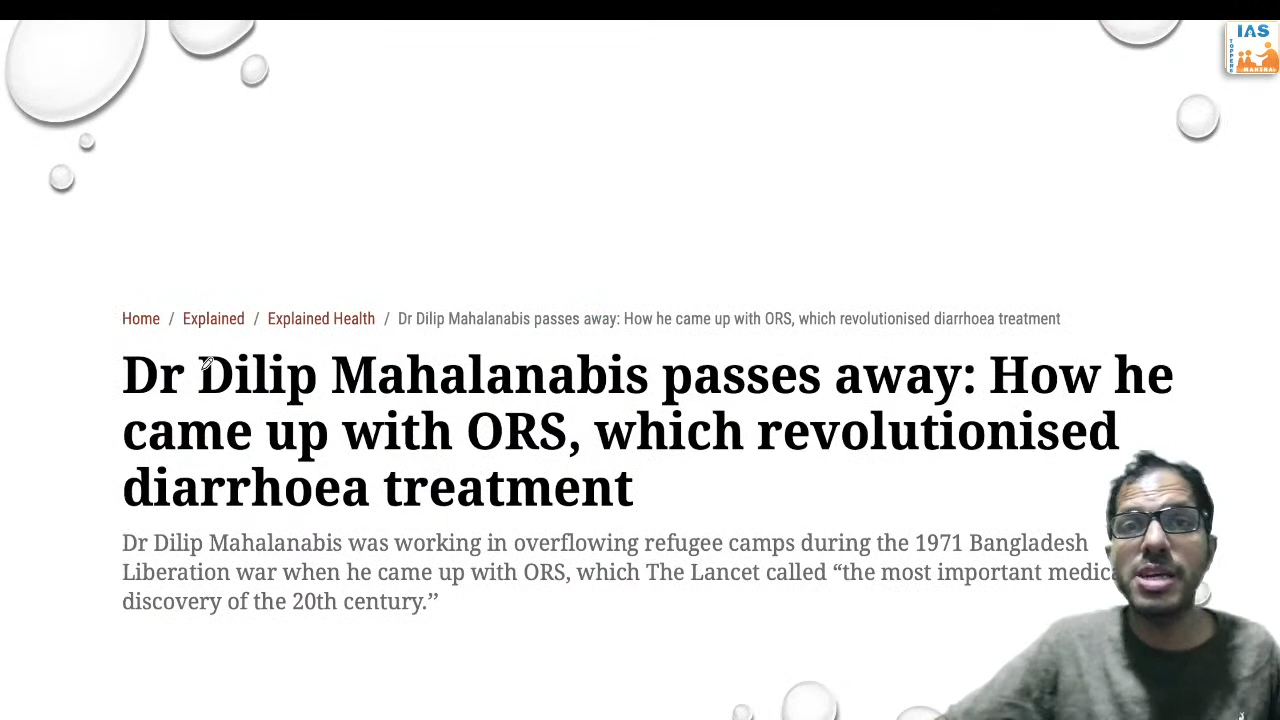 IAS
TOPPERS
MANTRA
Home / Explained / Explained Health / Dr Dilip Mahalanabis passes away: How he came up with ORS, which revolutionised diarrhoea treatment
Dr Dilip Mahalanabis passes away: How he
came up with ORS, which revolutionised
diarrhoea treatment
Dr Dilip Mahalanabis was working in overflowing refugee camps during the 1971 Bangladesh
Liberation war when he came up with ORS, which The Lancet called “the most important medica
discovery of the 20th century.”